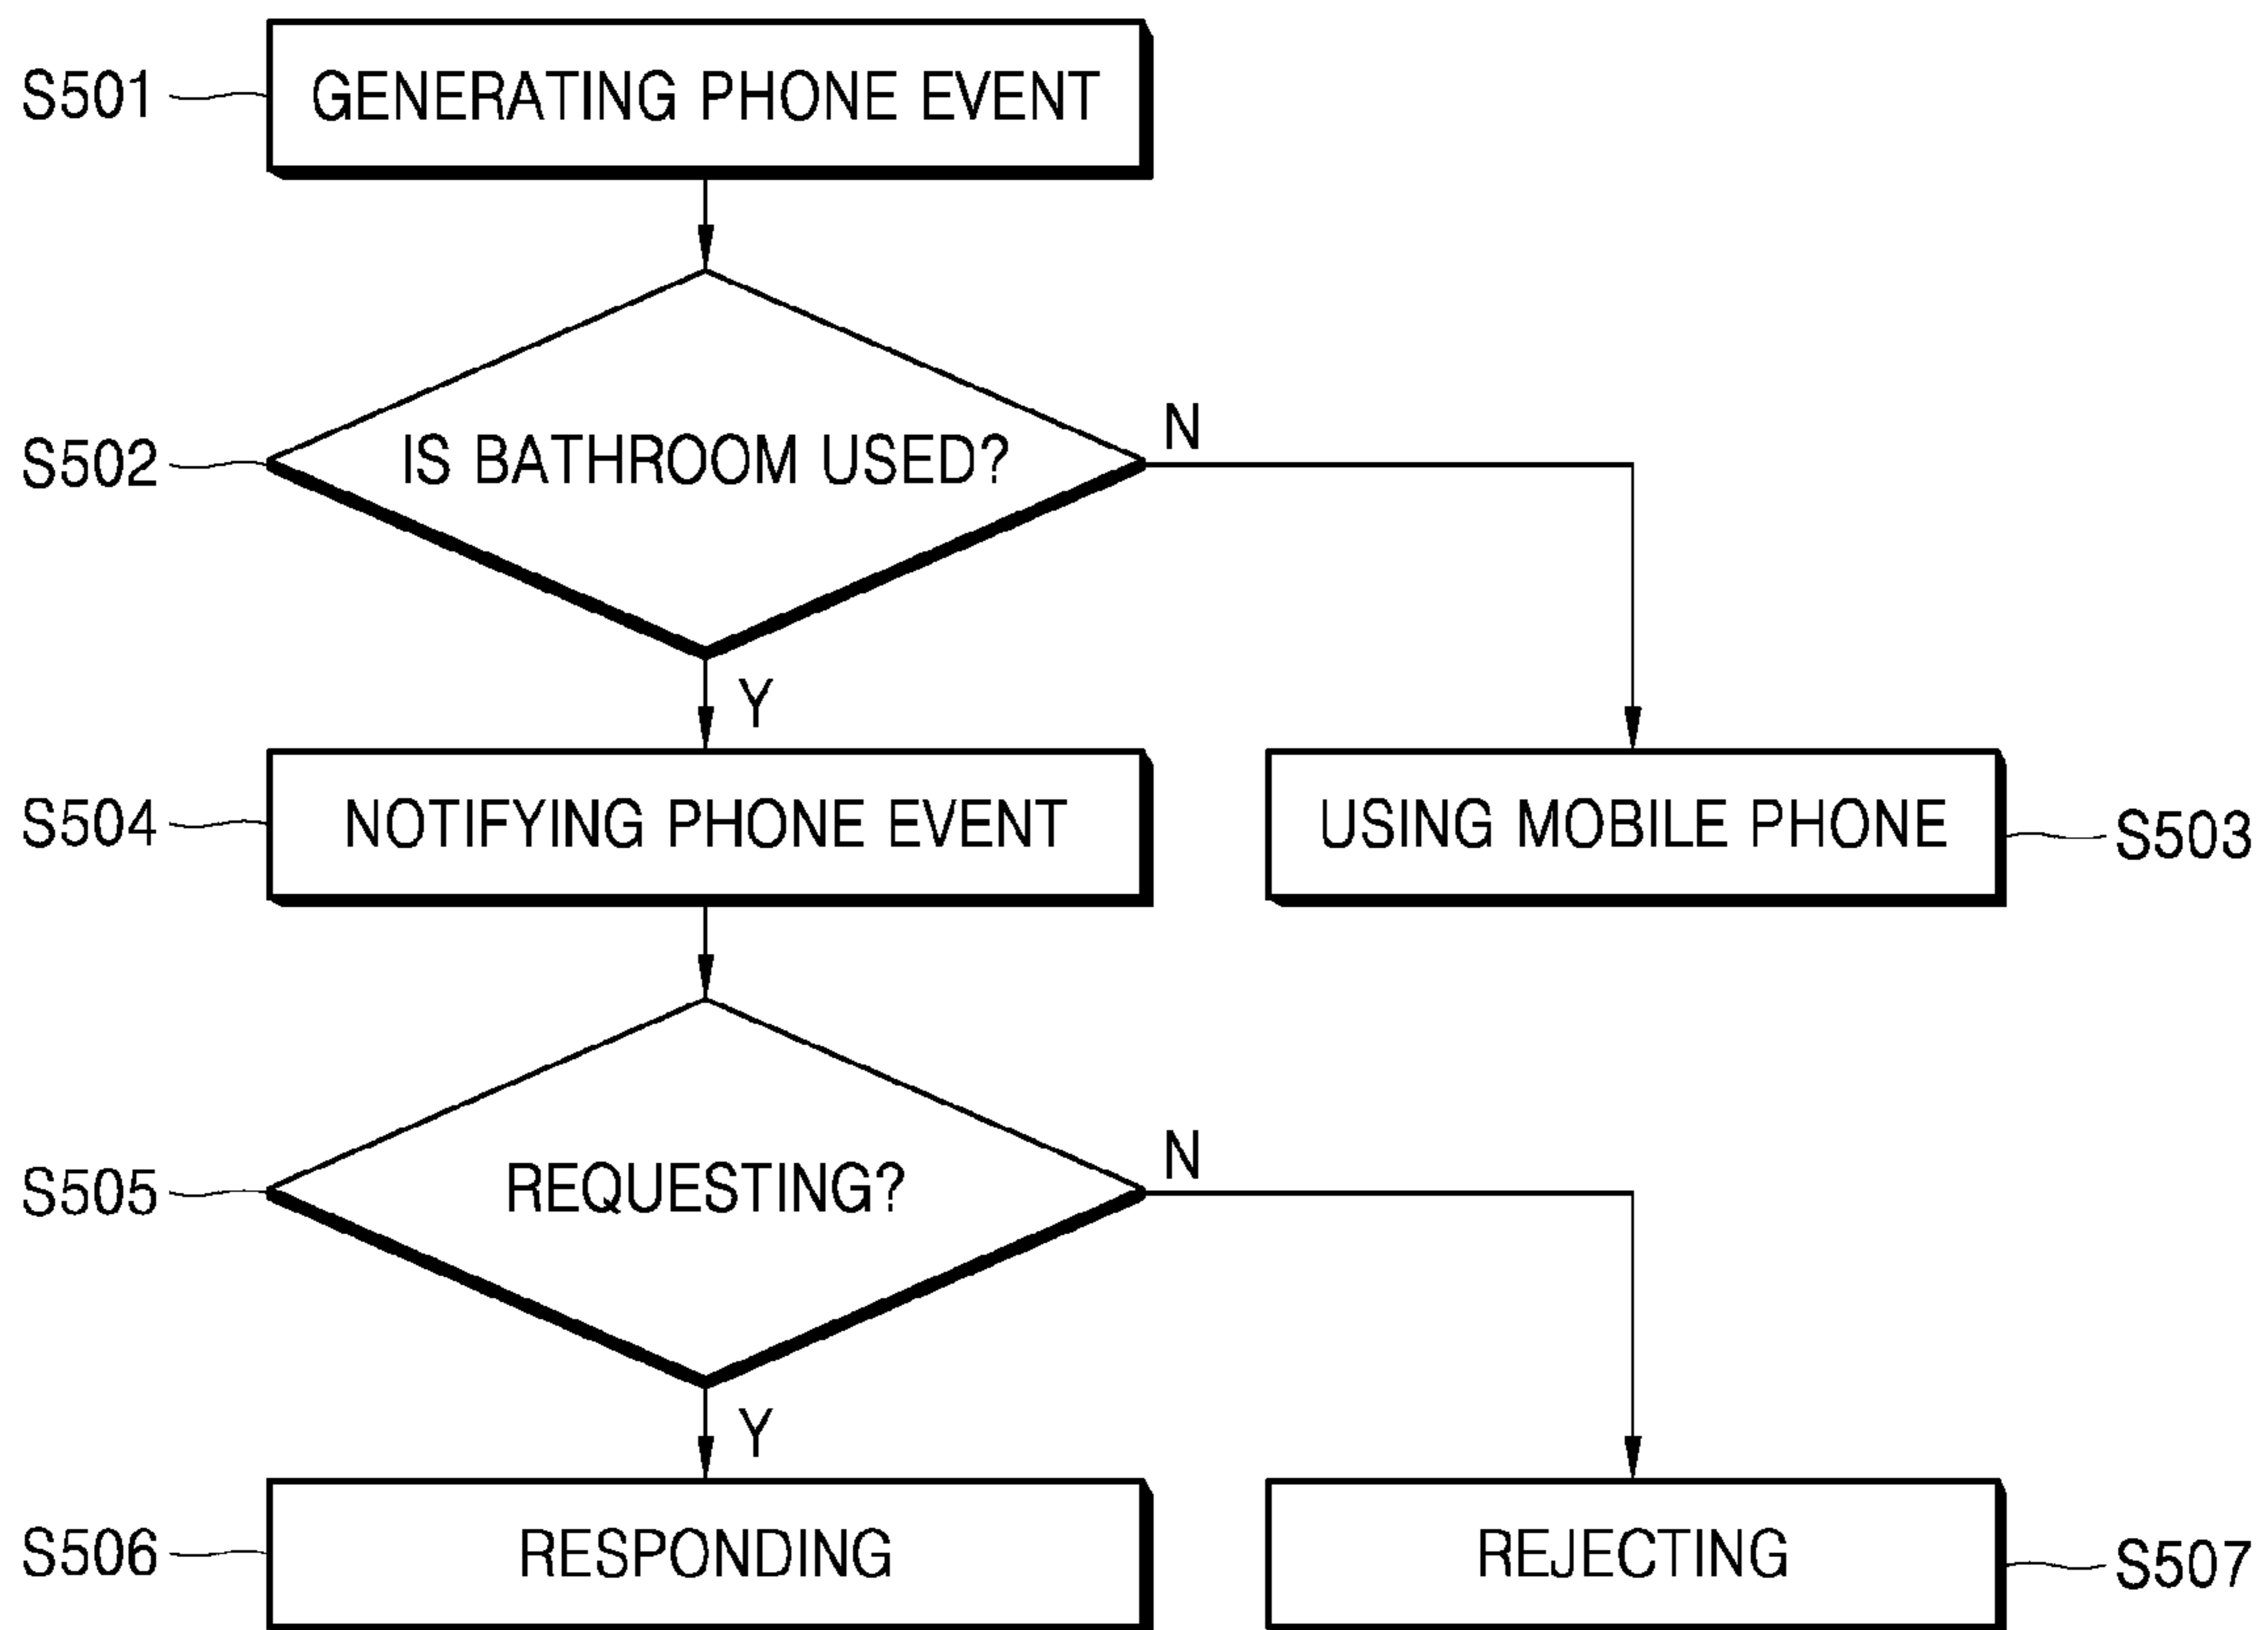 S501 GENERATING PHONE EVENT
S502 IS BATHROOM USED? N
Y
S504 NOTIFYING PHONE EVENT
USING MOBILE PHONE S503
S505 REQUESTING? N
Y
S506 RESPONDING
REJECTING S507